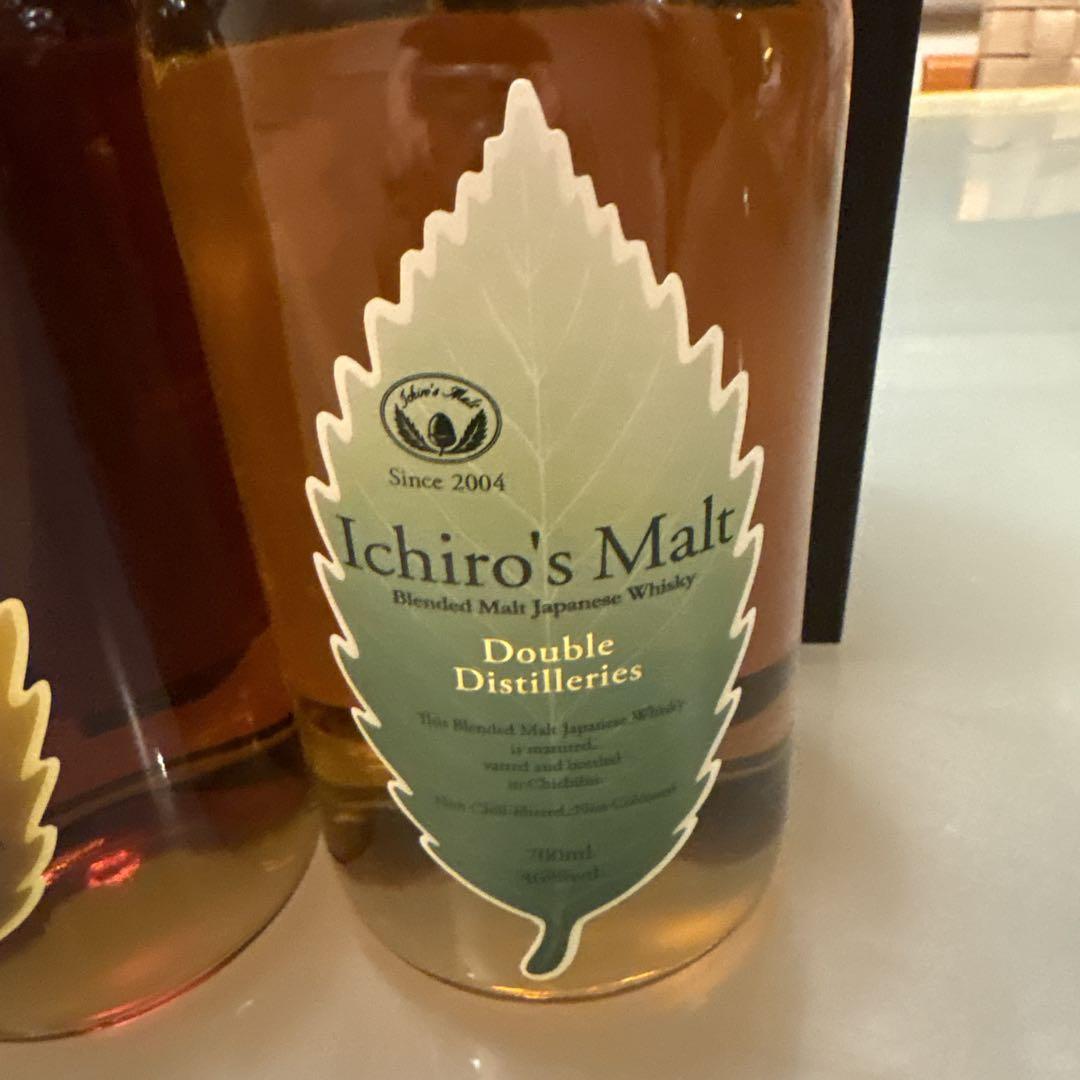 Ichiro's Malt
Since 2004
Ichiro's Malt
Blended Malt Japanese Whisky
Double
Distilleries
This Blended Malt Japanese Whisky
is matured,
vatted and bottled
in Chichibu.
Non Chill-filtered, Non Coloured
700ml